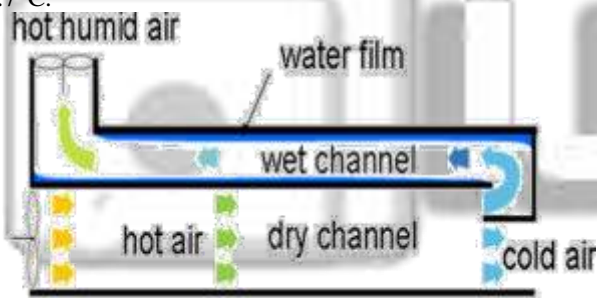 hot humid air
water film
wet channel
hot air
dry channel
cold air